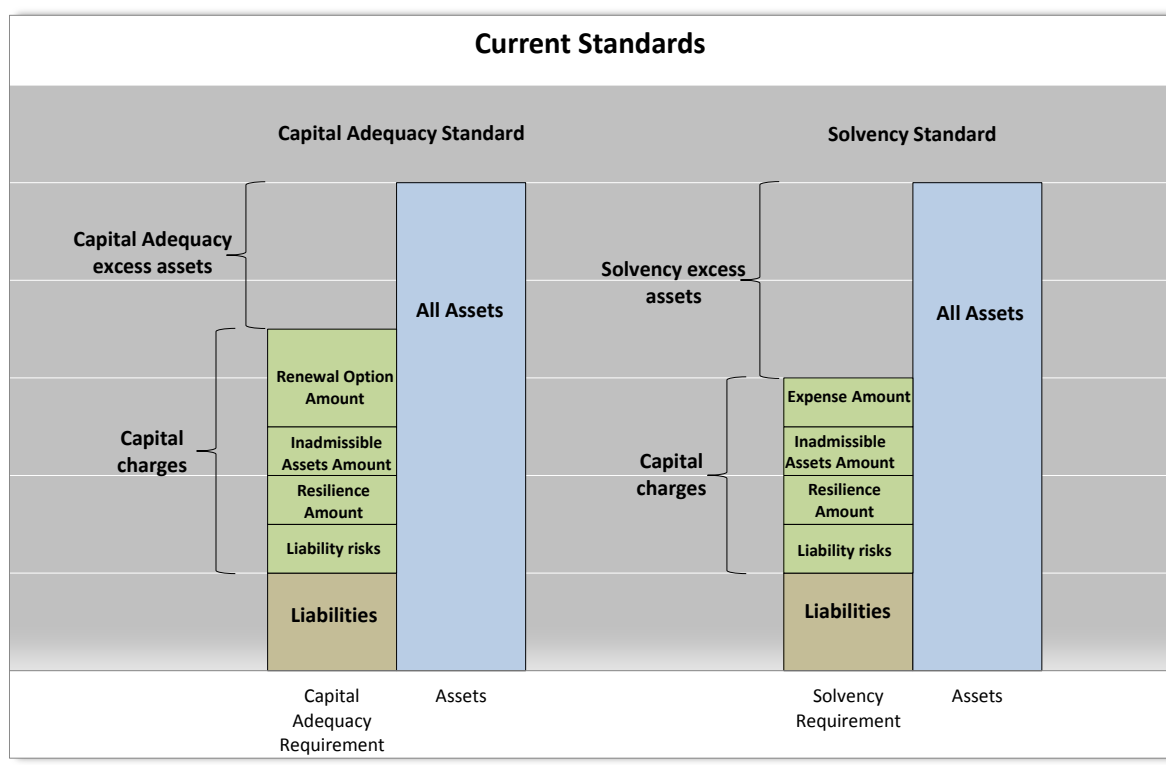 Current Standards
Capital Adequacy Standard
Capital Adequacy
excess assets
All Assets
Renewal Option
Amount
Inadmissible
Assets Amount
Resilience
Amount
Liability risks
Capital
charges
Liabilities
Capital
Adequacy
Requirement
Assets
Solvency Standard
Solvency excess
assets
All Assets
Expense Amount
Inadmissible
Assets Amount
Resilience
Amount
Liability risks
Capital
charges
Liabilities
Solvency
Requirement
Assets